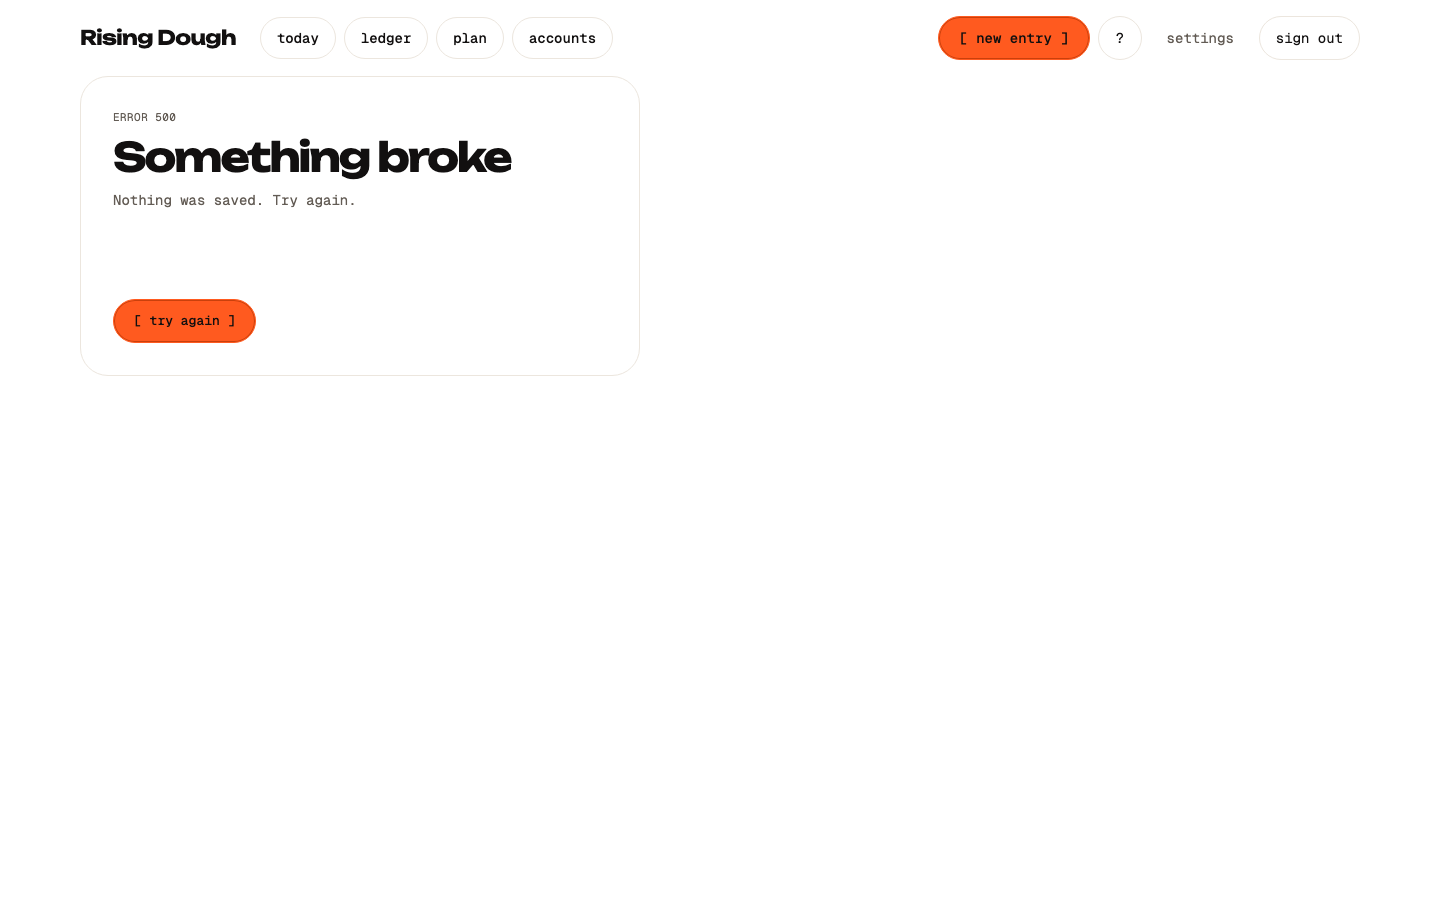 Rising Dough
today
ledger
plan
accounts
[ new entry ]
?
settings
sign out
ERROR 500
Something broke
Nothing was saved. Try again.
[ try again ]